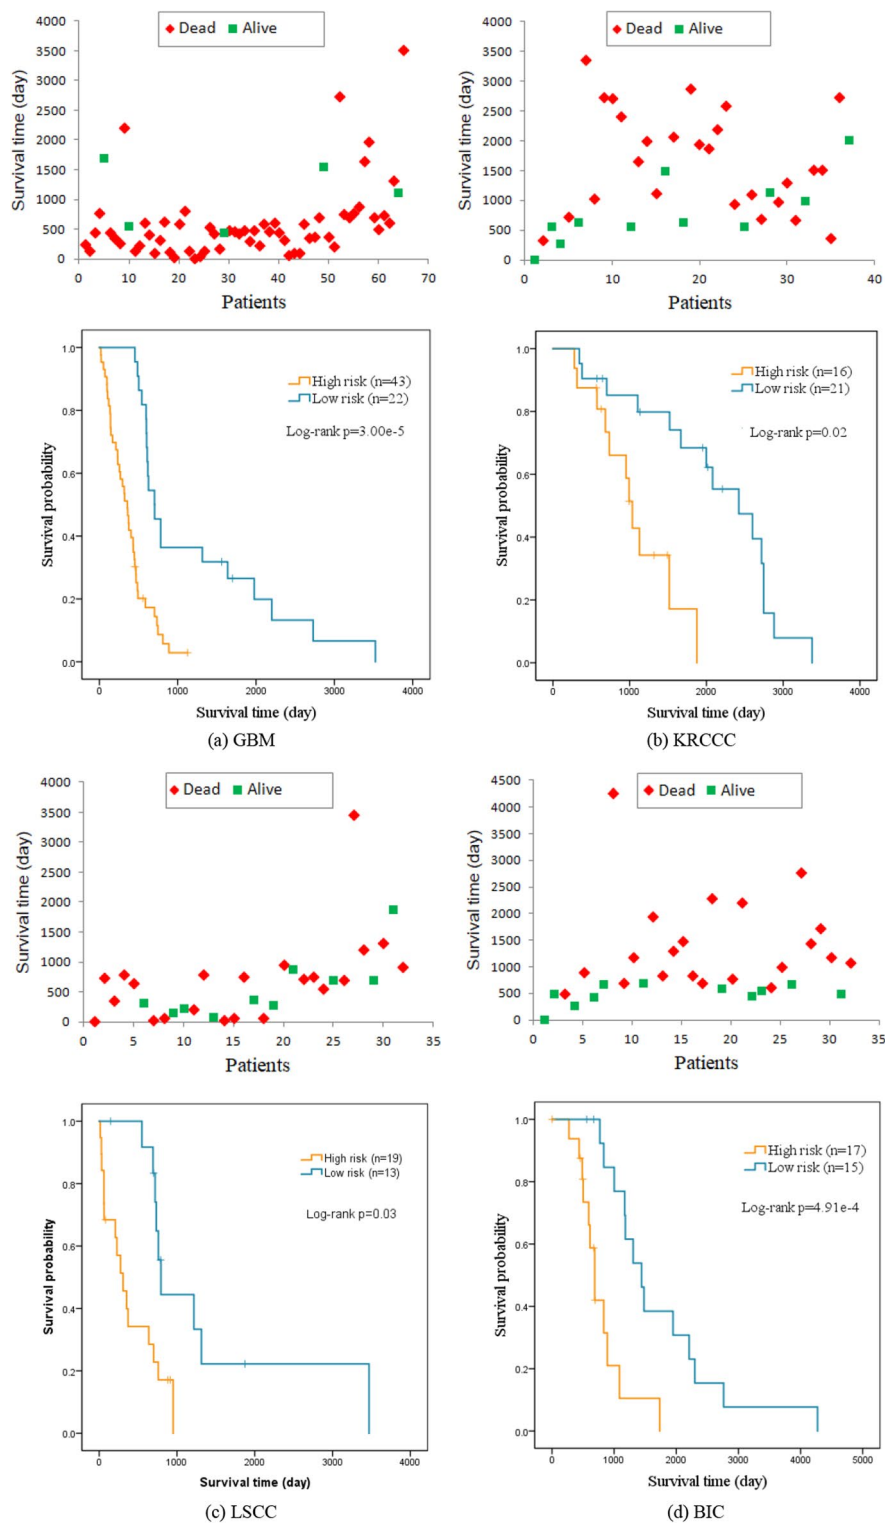 Dead Alive
Survival time (day)
4000
3500
3000
2500
2000
1500
1000
500
0
0 10 20 30 40 50 60 70
Patients
Dead Alive
Survival time (day)
4000
3500
3000
2500
2000
1500
1000
500
0
0 10 20 30 40
Patients
High risk (n=43)
Low risk (n=22)
Log-rank p=3.00e-5
Survival probability
1.0
0.8
0.6
0.4
0.2
0.0
0 1000 2000 3000 4000
Survival time (day)
(a) GBM
High risk (n=16)
Low risk (n=21)
Log-rank p=0.02
Survival probability
1.0
0.8
0.6
0.4
0.2
0.0
0 1000 2000 3000 4000
Survival time (day)
(b) KRCCC
Dead Alive
Survival time (day)
4000
3500
3000
2500
2000
1500
1000
500
0
0 5 10 15 20 25 30 35
Patients
Dead Alive
Survival time (day)
4500
4000
3500
3000
2500
2000
1500
1000
500
0
0 5 10 15 20 25 30 35
Patients
High risk (n=19)
Low risk (n=13)
Log-rank p=0.03
Survival probability
1.0
0.8
0.6
0.4
0.2
0.0
0 1000 2000 3000 4000
Survival time (day)
(c) LSCC
High risk (n=17)
Low risk (n=15)
Log-rank p=4.91e-4
Survival probability
1.0
0.8
0.6
0.4
0.2
0.0
0 1000 2000 3000 4000 5000
Survival time (day)
(d) BIC